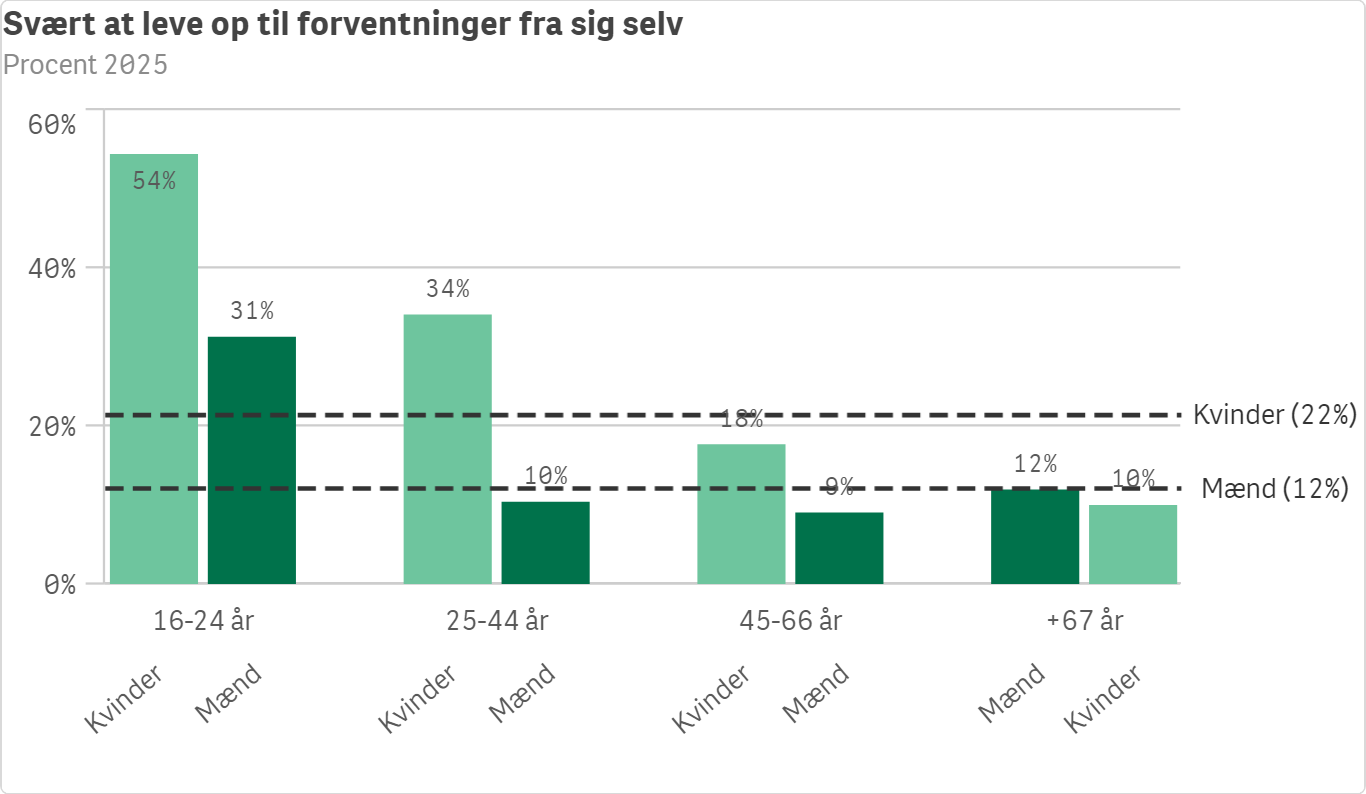 Svært at leve op til forventninger fra sig selv
Procent 2025
60%
54%
40%
34%
31%
Kvinder (22%)
20%
18%
12%
10%
10%
9%
Mænd (12%)
0%
16-24 år
25-44 år
45-66 år
+67 år
Kvinder
Mænd
Kvinder
Mænd
Kvinder
Mænd
Mænd
Kvinder